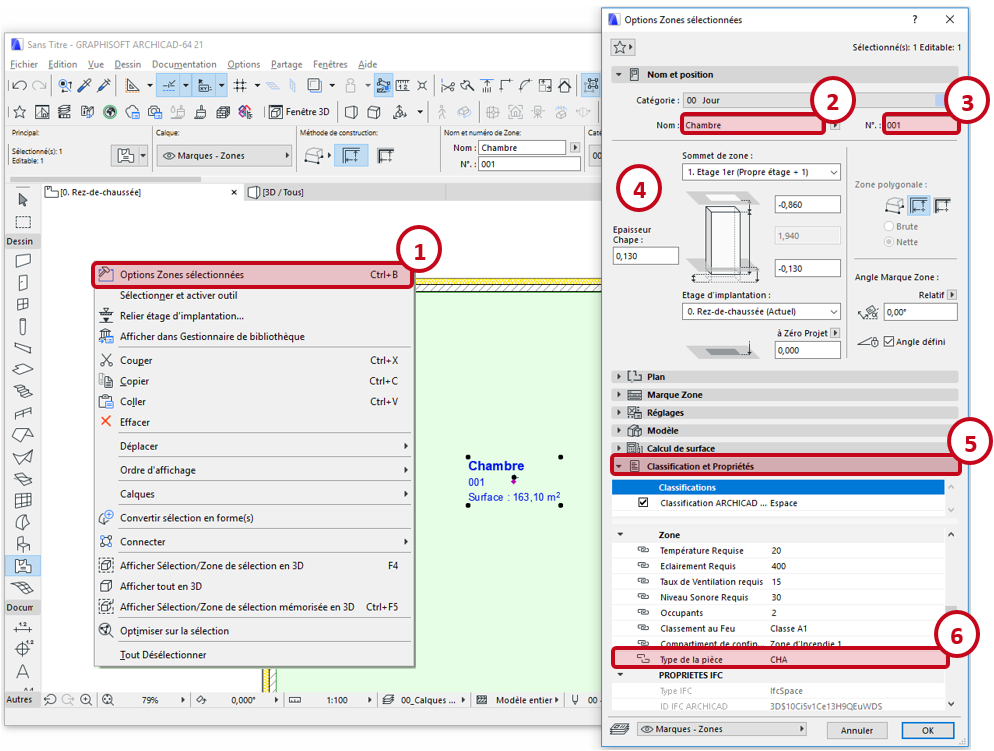 Sans Titre - GRAPHISOFT ARCHICAD-64 21
Fichier Edition Vue Dessin Documentation Options Partage Fenêtres Aide
Fenêtre 3D
Principal:
Sélectionné(s): 1
Editable: 1
Calque:
Marques - Zones
Méthode de construction:
Nom et numéro de Zone:
Nom : Chambre
N°. : 001
Caté
00
[0. Rez-de-chaussée]
[3D / Tous]
Dessin
Docum
Autres
1
Options Zones sélectionnées Ctrl+B
Sélectionner et activer outil
Relier étage d'implantation...
Afficher dans Gestionnaire de bibliothèque
Couper Ctrl+X
Copier Ctrl+C
Coller Ctrl+V
Effacer
Déplacer
Ordre d'affichage
Calques
Convertir sélection en forme(s)
Connecter
Afficher Sélection/Zone de sélection en 3D F4
Afficher tout en 3D
Afficher Sélection/Zone de sélection mémorisée en 3D Ctrl+F5
Optimiser sur la sélection
Tout Désélectionner
Chambre
001
Surface : 163,10 m²
79% 0,000° 1:100 00_Calques ... Modèle entier 00 -
Options Zones sélectionnées
?
Sélectionné(s): 1 Editable: 1
Nom et position
Catégorie : 00 Jour
2
3
Nom : Chambre
N°. : 001
4
Sommet de zone :
1. Etage 1er (Propre étage + 1)
Epaisseur
Chape :
0,130
-0,860
1,940
-0,130
Etage d'implantation :
0. Rez-de-chaussée (Actuel)
à Zéro Projet
0,000
Zone polygonale :
Brute
Nette
Angle Marque Zone :
Relatif
0,00°
Angle défini
Plan
Marque Zone
Réglages
Modèle
Calcul de surface
5
Classification et Propriétés
Classifications
Classification ARCHICAD ... Espace
Zone
Température Requise 20
Eclairement Requis 400
Taux de Ventilation requis 15
Niveau Sonore Requis 30
Occupants 2
Classement au Feu Classe A1
Compartiment de confin... Zone d'Incendie 1
6
Type de la pièce CHA
PROPRIETES IFC
Type IFC IfcSpace
ID IFC ARCHICAD 3D$10Ci5v1Ce13H9QEuWDS
Marques - Zones
Annuler
OK